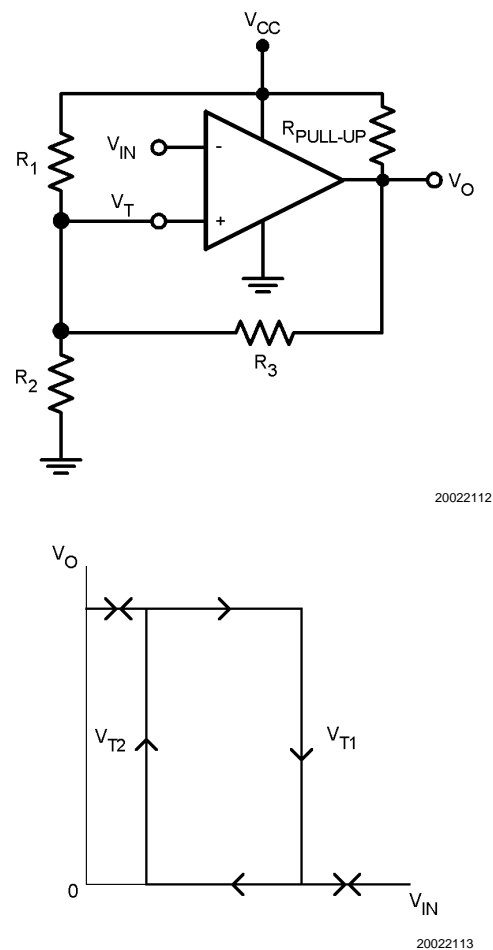 VCC
RPULL-UP
R1
VIN
-
VO
VT
+
R3
R2
20022112
VO
VT2
VT1
0
VIN
20022113